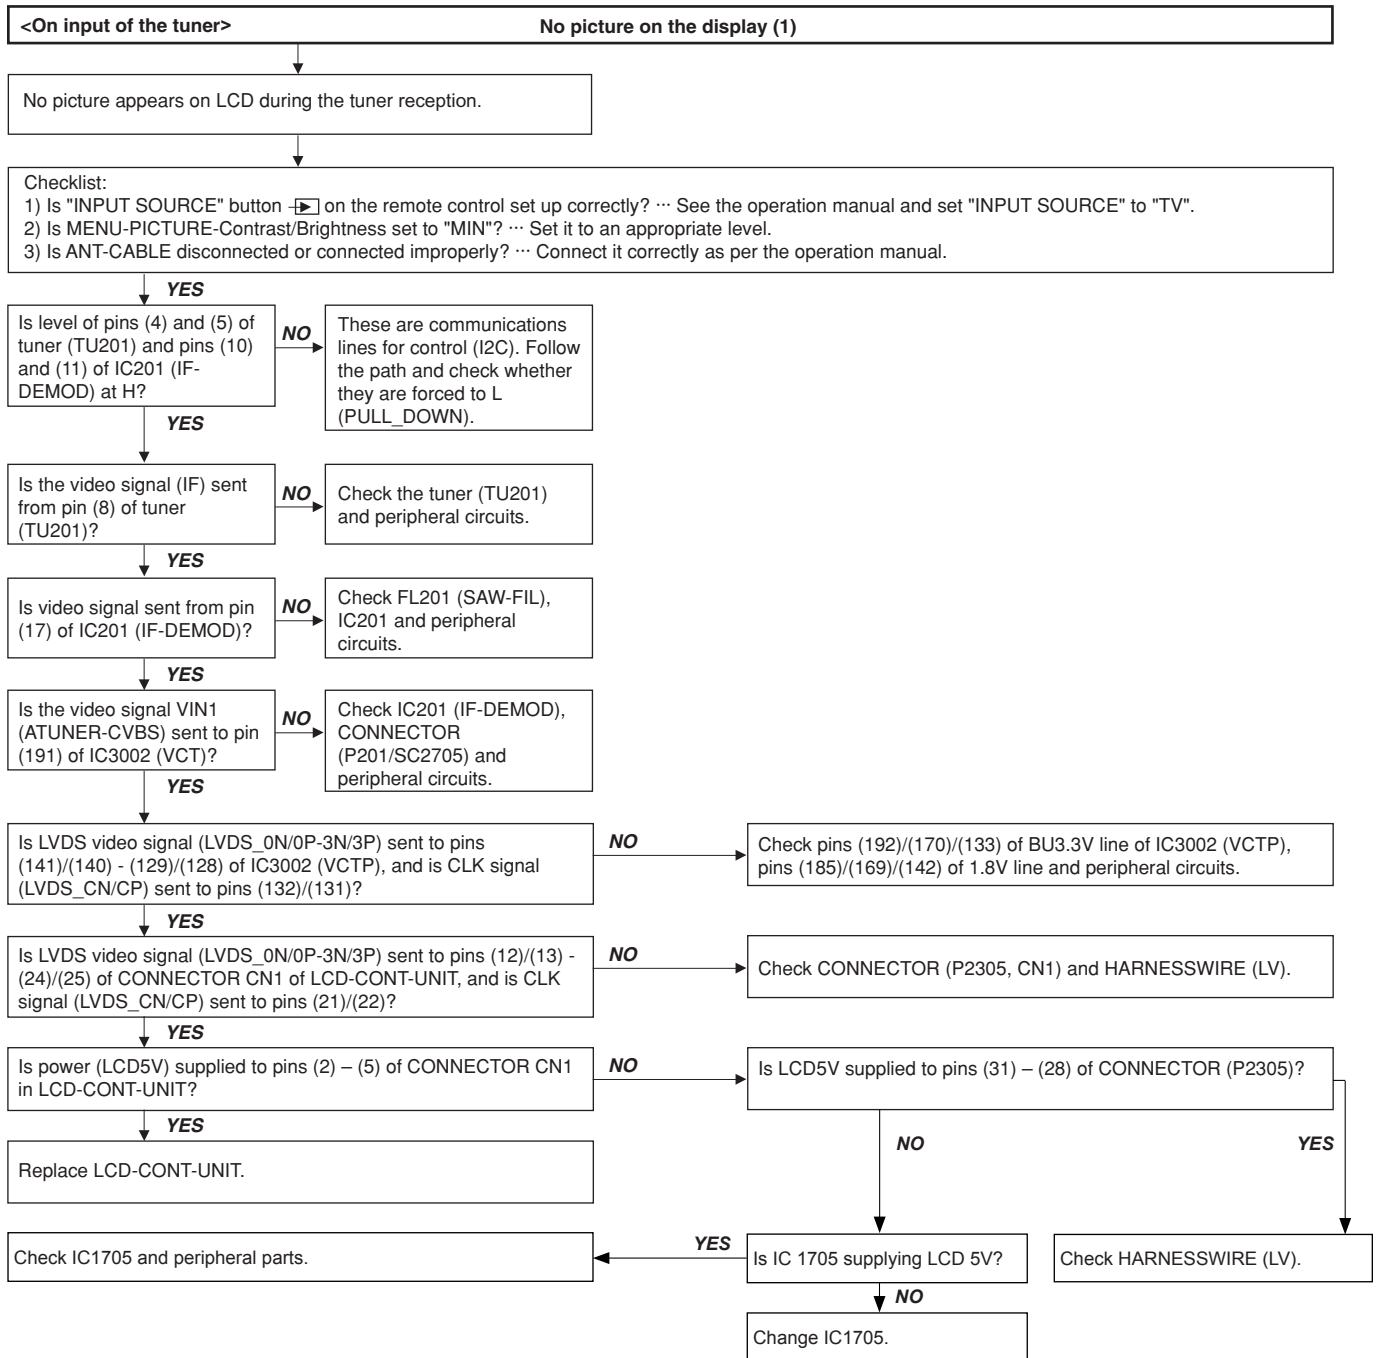 <On input of the tuner> No picture on the display (1)
No picture appears on LCD during the tuner reception.
Checklist:
1) Is "INPUT SOURCE" button on the remote control set up correctly? ··· See the operation manual and set "INPUT SOURCE" to "TV".
2) Is MENU-PICTURE-Contrast/Brightness set to "MIN"? ··· Set it to an appropriate level.
3) Is ANT-CABLE disconnected or connected improperly? ··· Connect it correctly as per the operation manual.
YES
Is level of pins (4) and (5) of
tuner (TU201) and pins (10)
and (11) of IC201 (IF-
DEMOD) at H?
NO
These are communications
lines for control (I2C). Follow
the path and check whether
they are forced to L
(PULL_DOWN).
YES
Is the video signal (IF) sent
from pin (8) of tuner
(TU201)?
NO
Check the tuner (TU201)
and peripheral circuits.
YES
Is video signal sent from pin
(17) of IC201 (IF-DEMOD)?
NO
Check FL201 (SAW-FIL),
IC201 and peripheral
circuits.
YES
Is the video signal VIN1
(ATUNER-CVBS) sent to pin
(191) of IC3002 (VCT)?
NO
Check IC201 (IF-DEMOD),
CONNECTOR
(P201/SC2705) and
peripheral circuits.
YES
Is LVDS video signal (LVDS_0N/0P-3N/3P) sent to pins
(141)/(140) - (129)/(128) of IC3002 (VCTP), and is CLK signal
(LVDS_CN/CP) sent to pins (132)/(131)?
NO
Check pins (192)/(170)/(133) of BU3.3V line of IC3002 (VCTP),
pins (185)/(169)/(142) of 1.8V line and peripheral circuits.
YES
Is LVDS video signal (LVDS_0N/0P-3N/3P) sent to pins (12)/(13) -
(24)/(25) of CONNECTOR CN1 of LCD-CONT-UNIT, and is CLK
signal (LVDS_CN/CP) sent to pins (21)/(22)?
NO
Check CONNECTOR (P2305, CN1) and HARNESSWIRE (LV).
YES
Is power (LCD5V) supplied to pins (2) – (5) of CONNECTOR CN1
in LCD-CONT-UNIT?
NO
Is LCD5V supplied to pins (31) – (28) of CONNECTOR (P2305)?
YES
NO
YES
Replace LCD-CONT-UNIT.
Check IC1705 and peripheral parts.
YES
Is IC 1705 supplying LCD 5V?
Check HARNESSWIRE (LV).
NO
Change IC1705.